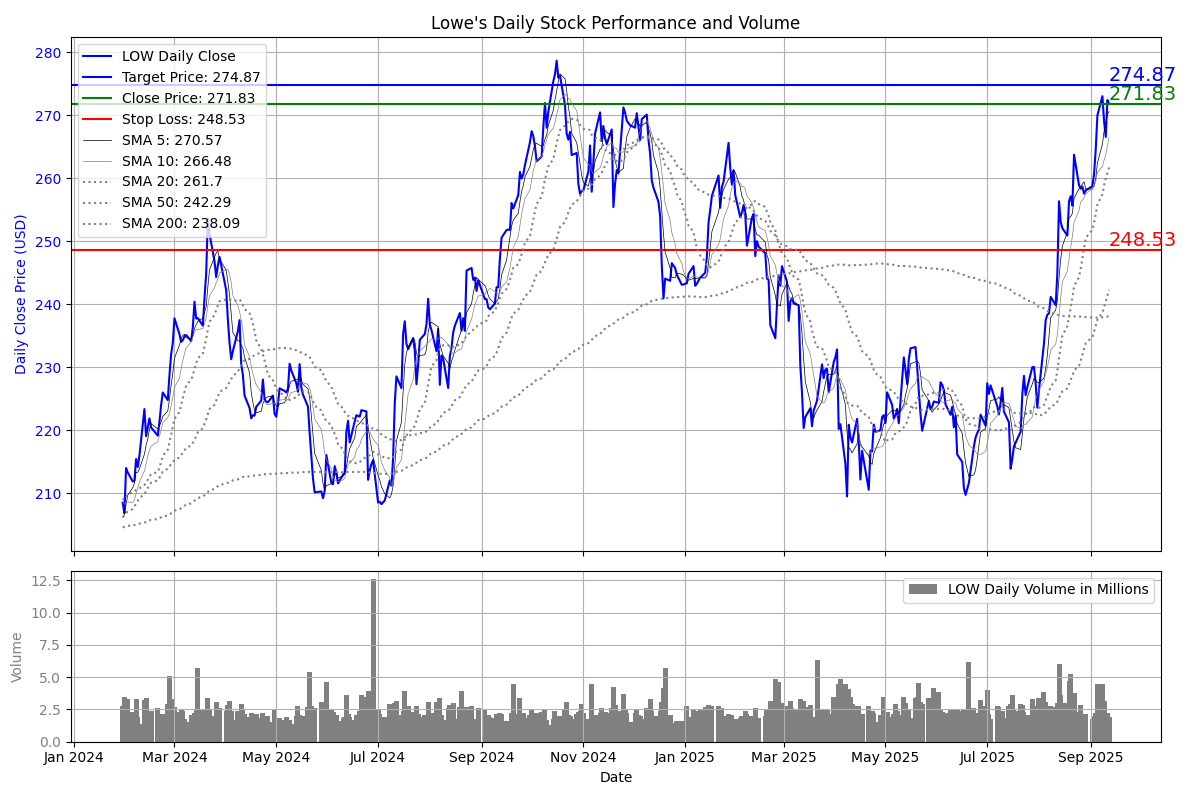 Lowe's Daily Stock Performance and Volume
280
270
260
250
240
230
220
210
Daily Close Price (USD)
LOW Daily Close
Target Price: 274.87
Close Price: 271.83
Stop Loss: 248.53
SMA 5: 270.57
SMA 10: 266.48
SMA 20: 261.7
SMA 50: 242.29
SMA 200: 238.09
274.87
271.83
248.53
12.5
10.0
7.5
5.0
2.5
0.0
Volume
LOW Daily Volume in Millions
Jan 2024 Mar 2024 May 2024 Jul 2024 Sep 2024 Nov 2024 Jan 2025 Mar 2025 May 2025 Jul 2025 Sep 2025
Date